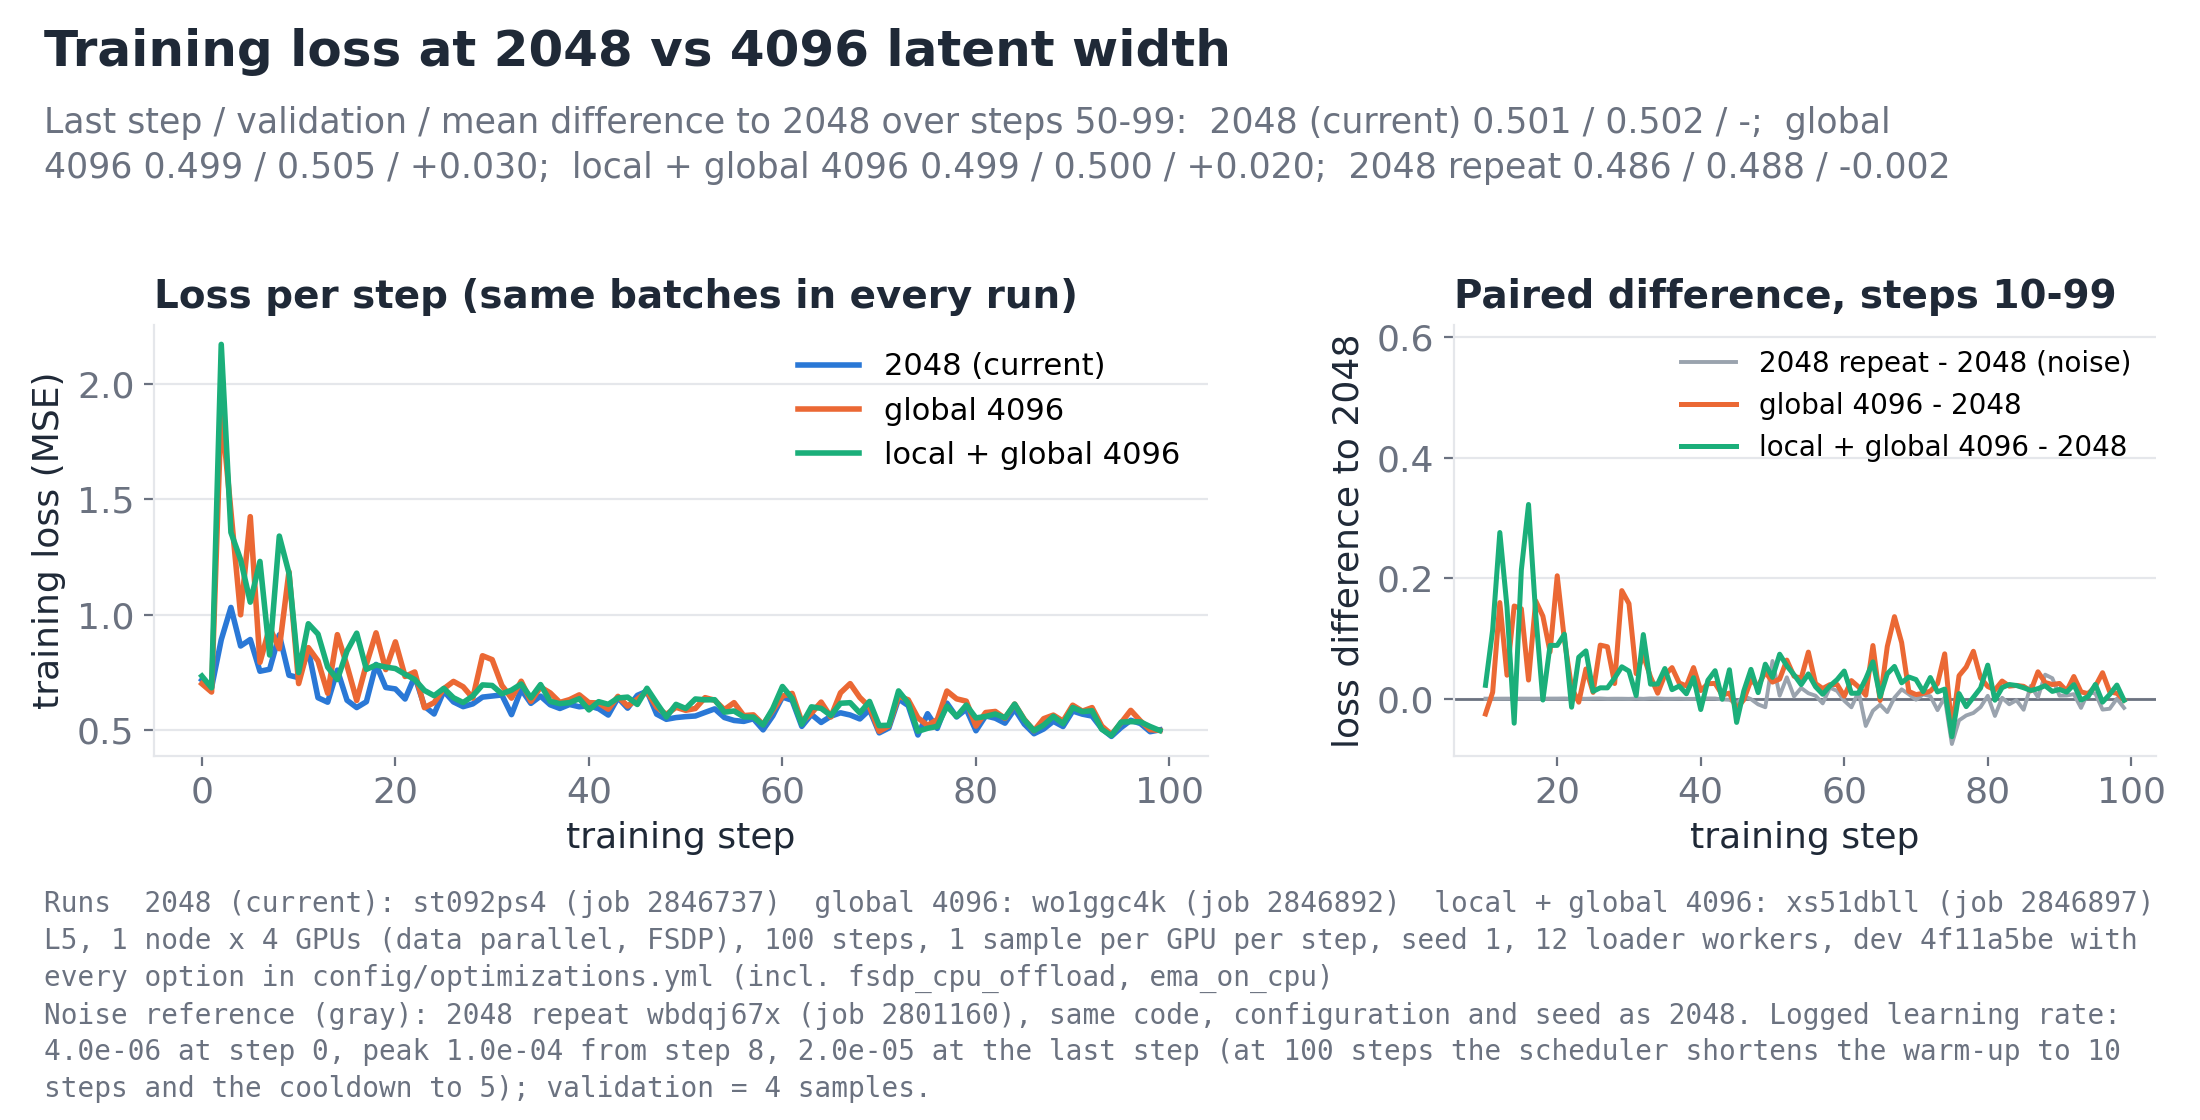 Training loss at 2048 vs 4096 latent width
Last step / validation / mean difference to 2048 over steps 50-99:  2048 (current) 0.501 / 0.502 / -;  global
4096 0.499 / 0.505 / +0.030;  local + global 4096 0.499 / 0.500 / +0.020;  2048 repeat 0.486 / 0.488 / -0.002
Loss per step (same batches in every run)
training loss (MSE)
2.0
1.5
1.0
0.5
2048 (current)
global 4096
local + global 4096
0
20
40
60
80
100
training step
Paired difference, steps 10-99
loss difference to 2048
0.6
0.4
0.2
0.0
2048 repeat - 2048 (noise)
global 4096 - 2048
local + global 4096 - 2048
20
40
60
80
100
training step
Runs  2048 (current): st092ps4 (job 2846737)  global 4096: wo1ggc4k (job 2846892)  local + global 4096: xs51dbll (job 2846897)
L5, 1 node x 4 GPUs (data parallel, FSDP), 100 steps, 1 sample per GPU per step, seed 1, 12 loader workers, dev 4f11a5be with
every option in config/optimizations.yml (incl. fsdp_cpu_offload, ema_on_cpu)
Noise reference (gray): 2048 repeat wbdqj67x (job 2801160), same code, configuration and seed as 2048. Logged learning rate:
4.0e-06 at step 0, peak 1.0e-04 from step 8, 2.0e-05 at the last step (at 100 steps the scheduler shortens the warm-up to 10
steps and the cooldown to 5); validation = 4 samples.